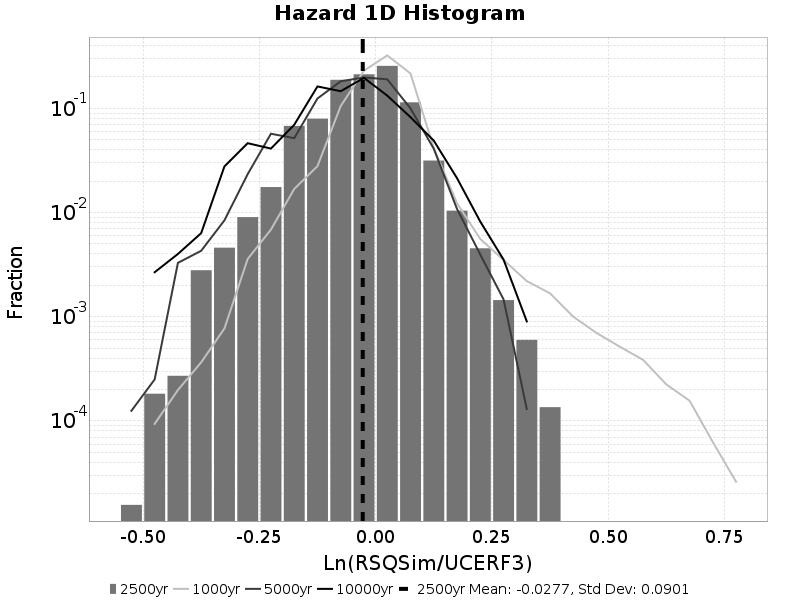 Hazard 1D Histogram
Fraction
10-1
10-2
10-3
10-4
-0.50 -0.25 0.00 0.25 0.50 0.75
Ln(RSQSim/UCERF3)
2500yr 1000yr 5000yr 10000yr 2500yr Mean: -0.0277, Std Dev: 0.0901